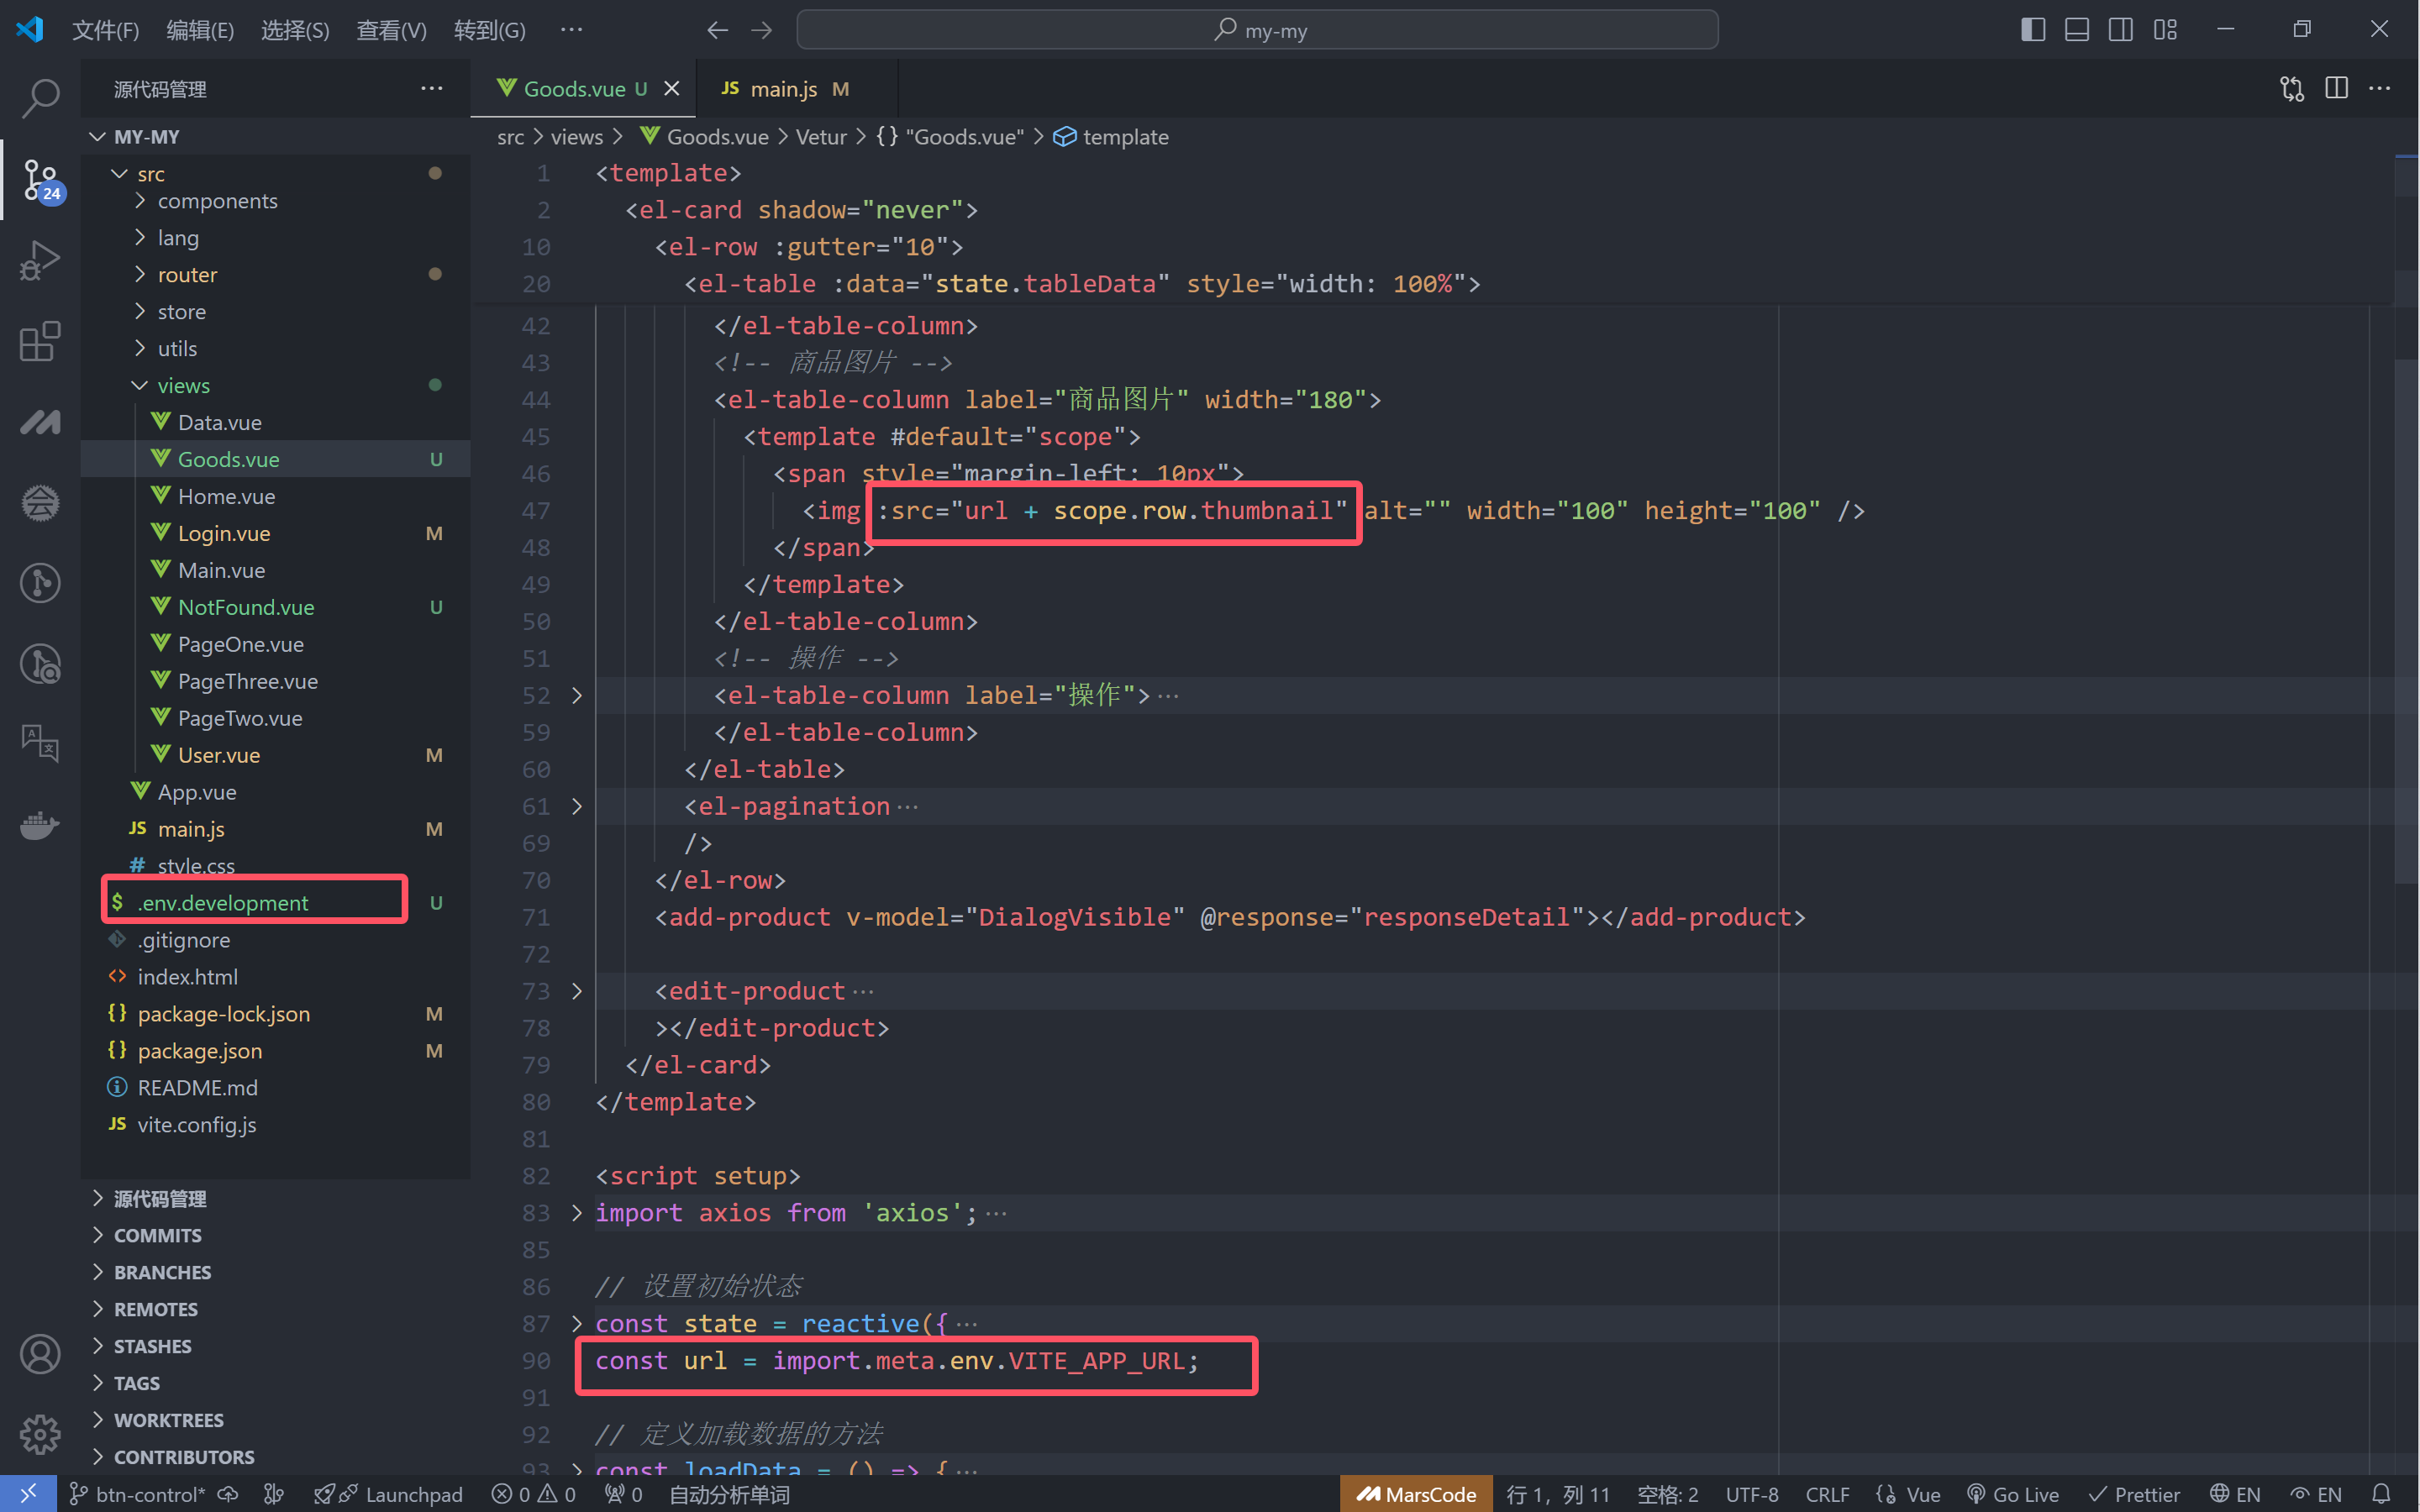 文件(F) 编辑(E) 选择(S) 查看(V) 转到(G) ··· my-my
源代码管理 ···
MY-MY
src
components
lang
router
store
utils
views
Data.vue
Goods.vue U
Home.vue
Login.vue M
Main.vue
NotFound.vue U
PageOne.vue
PageThree.vue
PageTwo.vue
User.vue M
App.vue
JS main.js M
# style.css
$ .env.development U
.gitignore
<> index.html
{} package-lock.json M
{} package.json M
README.md
JS vite.config.js
源代码管理
COMMITS
BRANCHES
REMOTES
STASHES
TAGS
WORKTREES
CONTRIBUTORS
24
Goods.vue U JS main.js M
src > views > Goods.vue > Vetur > {} "Goods.vue" > template
1 <template>
2 <el-card shadow="never">
10 <el-row :gutter="10">
20 <el-table :data="state.tableData" style="width: 100%">
42 </el-table-column>
43 <!-- 商品图片 -->
44 <el-table-column label="商品图片" width="180">
45 <template #default="scope">
46 <span style="margin-left: 10px">
47 <img :src="url + scope.row.thumbnail" alt="" width="100" height="100" />
48 </span>
49 </template>
50 </el-table-column>
51 <!-- 操作 -->
52 <el-table-column label="操作">···
59 </el-table-column>
60 </el-table>
61 <el-pagination···
69 />
70 </el-row>
71 <add-product v-model="DialogVisible" @response="responseDetail"></add-product>
72
73 <edit-product···
78 ></edit-product>
79 </el-card>
80 </template>
81
82 <script setup>
83 import axios from 'axios';···
85
86 // 设置初始状态
87 const state = reactive({···
90 const url = import.meta.env.VITE_APP_URL;
91
92 // 定义加载数据的方法
93 const loadData = () => {···
btn-control* Launchpad 0 0 0 自动分析单词 MarsCode 行 1，列 11 空格: 2 UTF-8 CRLF Vue Go Live Prettier EN EN